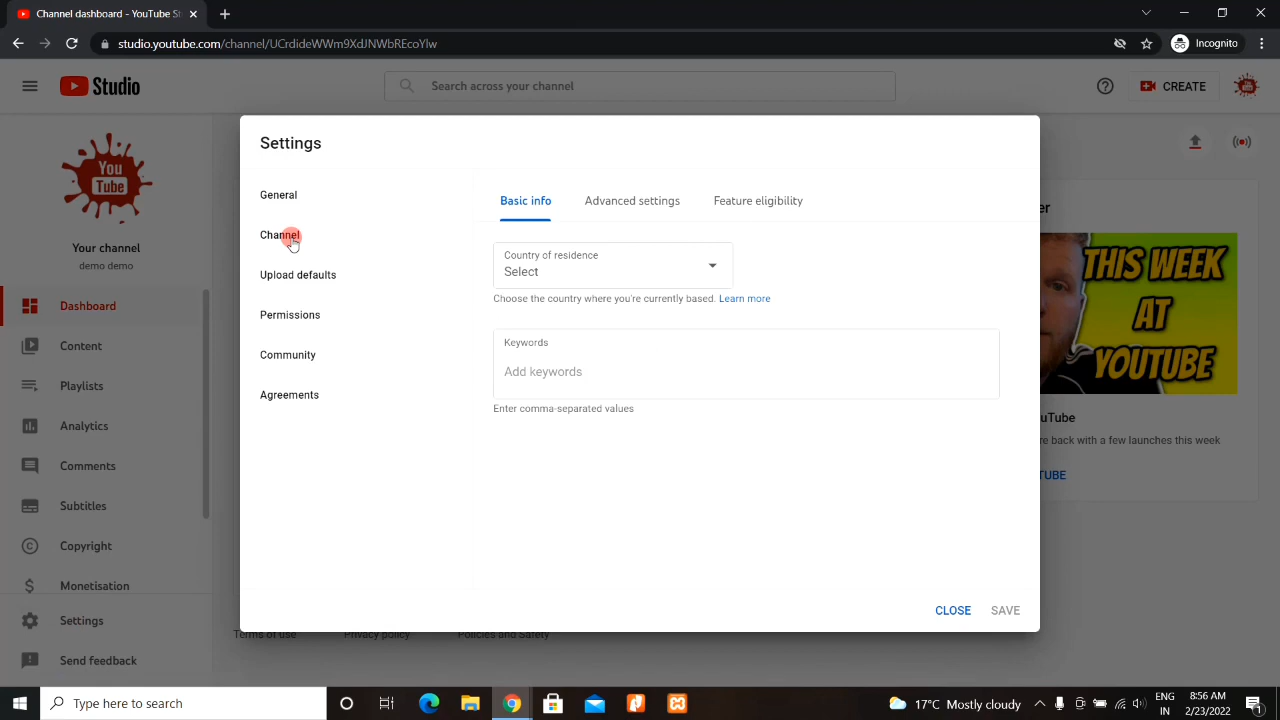 Channel dashboard - YouTube St
studio.youtube.com/channel/UCrdideWWm9XdJNWbREcoYlw
Incognito
Studio
Search across your channel
CREATE
You
Tube
Your channel
demo demo
Dashboard
Content
Playlists
Analytics
Comments
Subtitles
Copyright
Monetisation
Settings
Send feedback
Settings
General
Channel
Upload defaults
Permissions
Community
Agreements
Basic info
Advanced settings
Feature eligibility
Country of residence
Select
Choose the country where you're currently based. Learn more
Keywords
Add keywords
Enter comma-separated values
CLOSE
SAVE
er
THIS WEEK
AT
YOUTUBE
uTube
re back with a few launches this week
TUBE
Terms of use
Privacy policy
Policies and Safety
Type here to search
17°C Mostly cloudy
ENG
IN
8:56 AM
2/23/2022